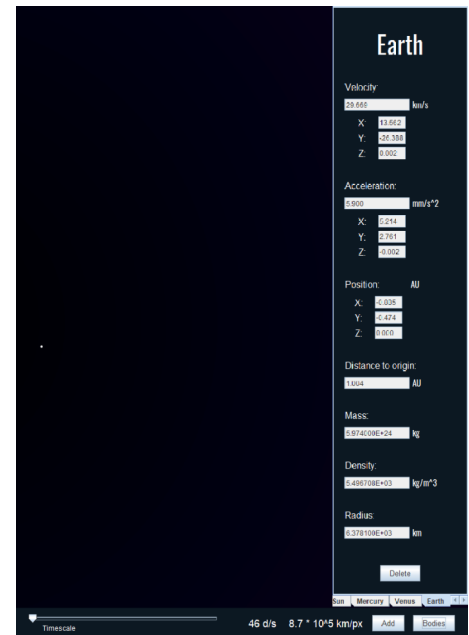 Earth
Velocity
29.669 km/s
X: 13.662
Y: -26.388
Z: 0.002
Acceleration:
5.900 mm/s^2
X: 5.214
Y: 2.761
Z: -0.002
Position: AU
X: -0.835
Y: -0.474
Z: 0.000
Distance to origin:
1.004 AU
Mass:
5.974000E+24 kg
Density:
5.496708E+03 kg/m^3
Radius:
6.378100E+03 km
Delete
Sun Mercury Venus Earth
Timescale
46 d/s 8.7 * 10^5 km/px Add Bodies